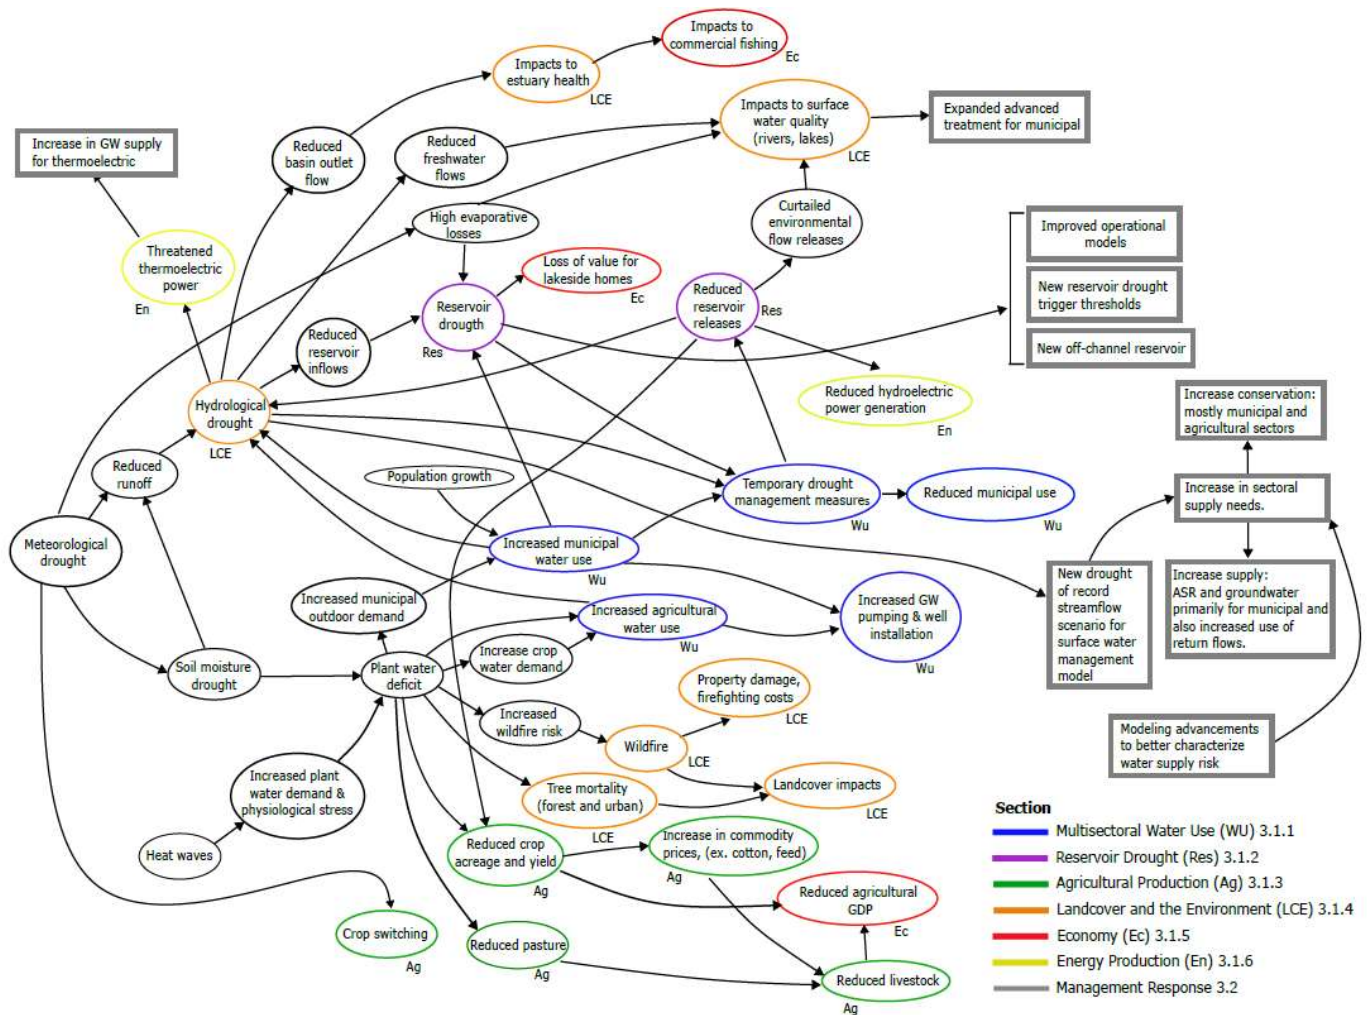 Impacts to
commercial fishing
Ec
Impacts to
estuary health
LCE
Impacts to surface
water quality
(rivers, lakes)
LCE
Expanded advanced
treatment for municipal
Increase in GW supply
for thermoelectric
Reduced
basin outlet
flow
Reduced
freshwater
flows
High evaporative
losses
Curtailed
environmental
flow releases
Improved operational
models
New reservoir drought
trigger thresholds
New off-channel reservoir
Threatened
thermoelectric
power
En
Loss of value for
lakeside homes
Ec
Reservoir
drougth
Res
Reduced
reservoir
releases
Res
Reduced
reservoir
inflows
Reduced hydroelectric
power generation
En
Hydrological
drought
LCE
Increase conservation:
mostly municipal and
agricultural sectors
Reduced
runoff
Population growth
Temporary drought
management measures
Wu
Reduced municipal use
Wu
Increase in sectoral
supply needs.
Meteorological
drought
Increased municipal
water use
Wu
New drought
of record
streamflow
scenario for
surface water
management
model
Increase supply:
ASR and groundwater
primarily for municipal and
also increased use of
return flows.
Increased municipal
outdoor demand
Increased agricultural
water use
Wu
Increased GW
pumping & well
installation
Wu
Soil moisture
drought
Plant water
deficit
Increase crop
water demand
Property damage,
firefighting costs
LCE
Increased
wildfire risk
Wildfire
LCE
Modeling advancements
to better characterize
water supply risk
Increased plant
water demand &
physiological stress
Tree mortality
(forest and urban)
LCE
Landcover impacts
LCE
Heat waves
Reduced crop
acreage and yield
Ag
Increase in commodity
prices, (ex. cotton, feed)
Ag
Reduced agricultural
GDP
Ec
Crop switching
Ag
Reduced pasture
Ag
Reduced livestock
Ag
Section
Multisectoral Water Use (WU) 3.1.1
Reservoir Drought (Res) 3.1.2
Agricultural Production (Ag) 3.1.3
Landcover and the Environment (LCE) 3.1.4
Economy (Ec) 3.1.5
Energy Production (En) 3.1.6
Management Response 3.2